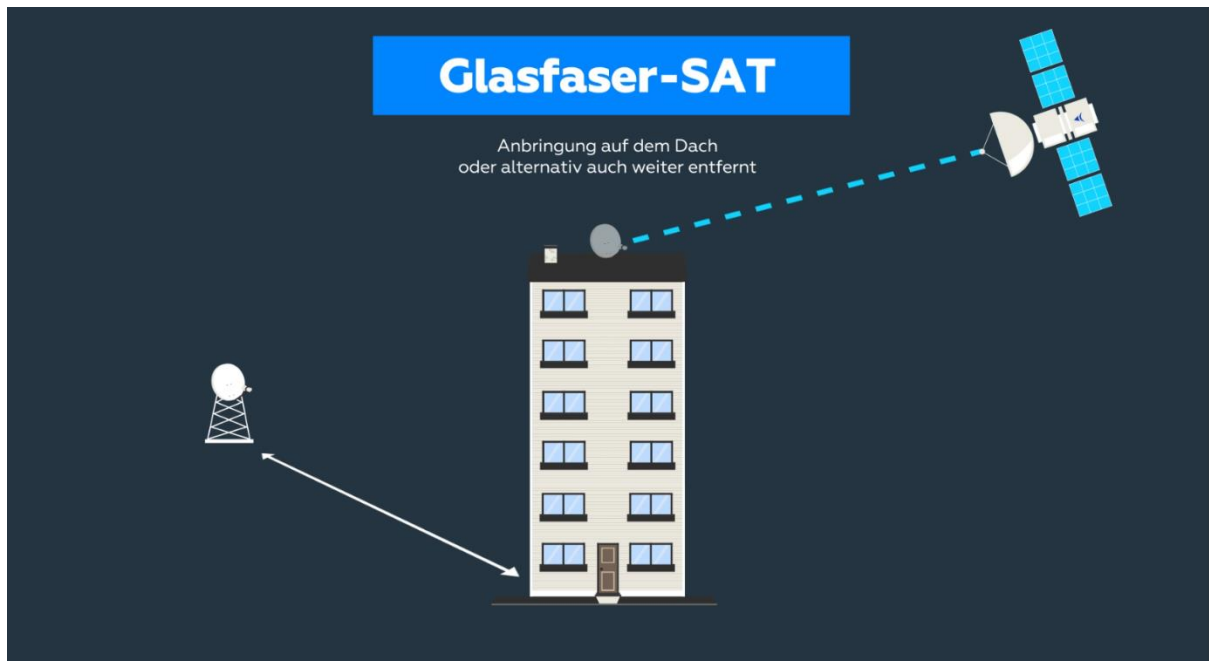 Glasfaser-SAT
Anbringung auf dem Dach
oder alternativ auch weiter entfernt